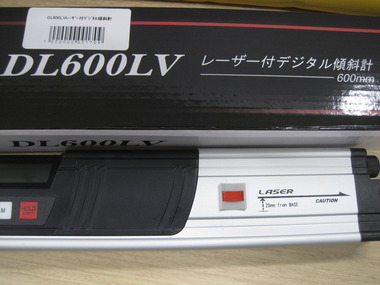 DL600LVレーザー付デジタル傾斜計
DL600LV レーザー付デジタル傾斜計
600mm
DL600LV
LASER
CAUTION
25mm from BASE
HOLD
M